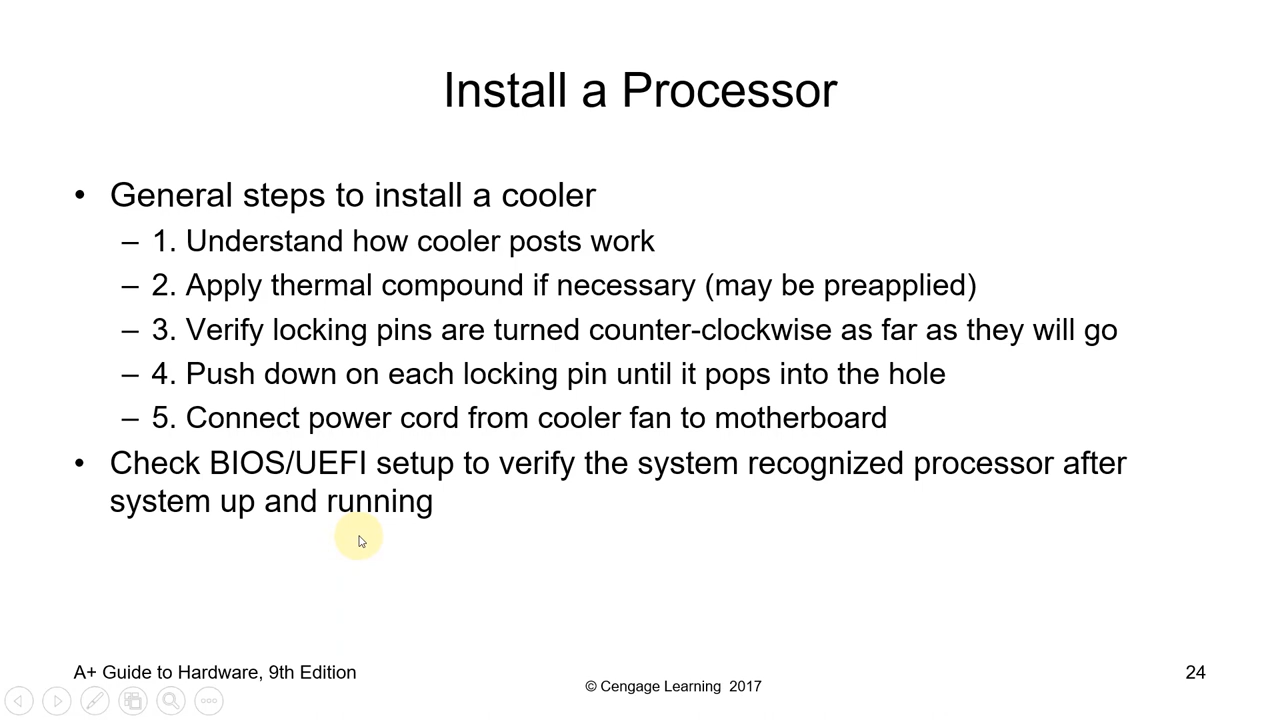 Install a Processor
• General steps to install a cooler
– 1. Understand how cooler posts work
– 2. Apply thermal compound if necessary (may be preapplied)
– 3. Verify locking pins are turned counter-clockwise as far as they will go
– 4. Push down on each locking pin until it pops into the hole
– 5. Connect power cord from cooler fan to motherboard
• Check BIOS/UEFI setup to verify the system recognized processor after
system up and running
A+ Guide to Hardware, 9th Edition
© Cengage Learning 2017
24